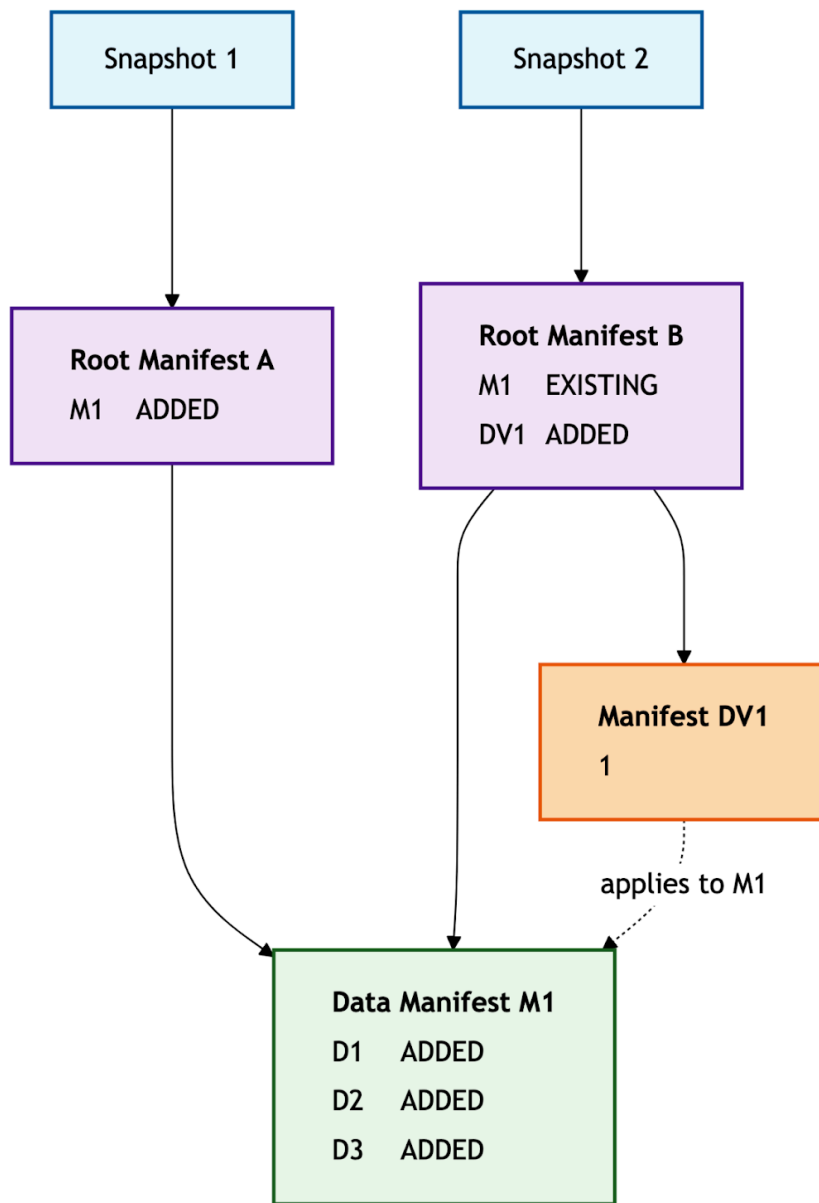 Snapshot 1
Snapshot 2
Root Manifest A
M1 ADDED
Root Manifest B
M1 EXISTING
DV1 ADDED
Manifest DV1
1
applies to M1
Data Manifest M1
D1 ADDED
D2 ADDED
D3 ADDED